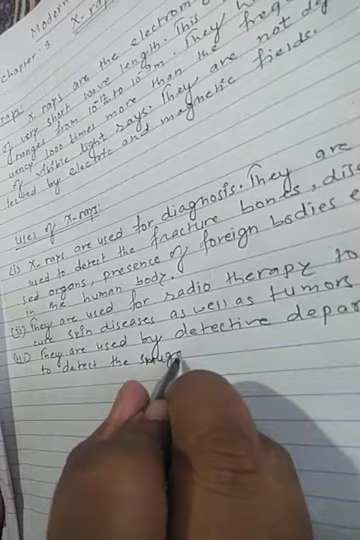 Modern
Chapter: 3 X-ray
X-rays are the electrom
of very short wave length. This
ranges from 10⁻¹² to 10⁻⁹m. They
uency 1000 times more than the freq
of visible light rays. They are not
by electric and magnetic fields.
Uses of X-rays:
(i) X-rays are used for diagnosis. They are
used to detect the fracture bones, dise
sed organs, presence of foreign bodies
in the human body.
(ii) They are used for radio therapy to
cure skin diseases as well as tumors
(iii) They are used by detective depar
to detect the